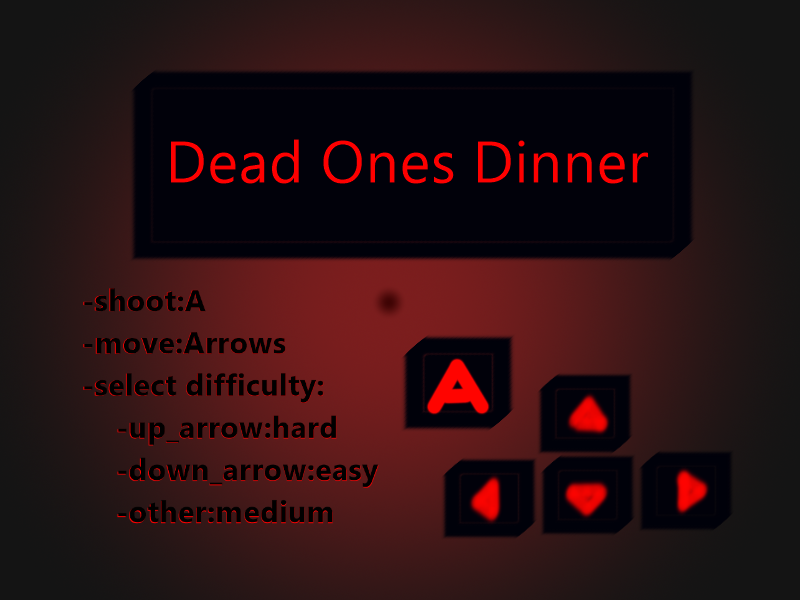 Dead Ones Dinner
-shoot:A
-move:Arrows
-select difficulty:
-up_arrow:hard
-down_arrow:easy
-other:medium
A